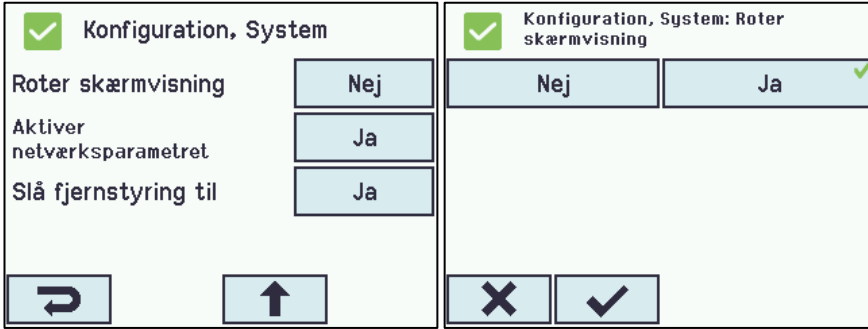 Konfiguration, System
Roter skærmvisning
Nej
Aktiver
netværksparametret
Ja
Slå fjernstyring til
Ja
Konfiguration, System: Roter
skærmvisning
Nej
Ja